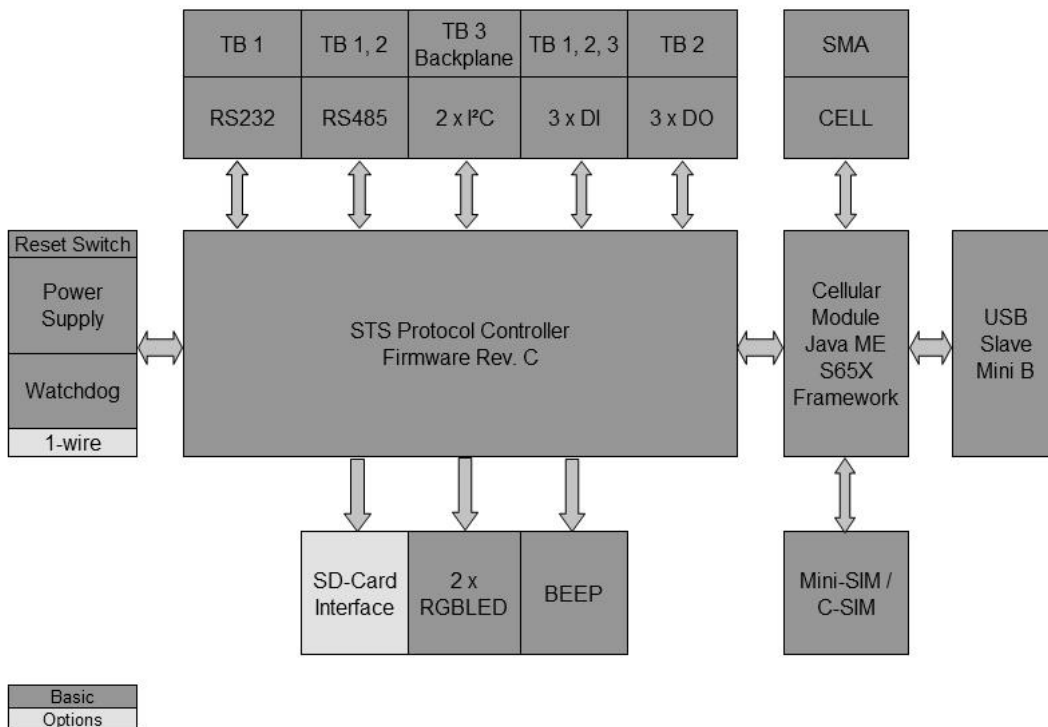 TB 1
TB 1, 2
TB 3
Backplane
TB 1, 2, 3
TB 2
SMA
RS232
RS485
2 x I²C
3 x DI
3 x DO
CELL
Reset Switch
Power
Supply
Watchdog
1-wire
STS Protocol Controller
Firmware Rev. C
Cellular
Module
Java ME
S65X
Framework
USB
Slave
Mini B
SD-Card
Interface
2 x
RGBLED
BEEP
Mini-SIM /
C-SIM
Basic
Options